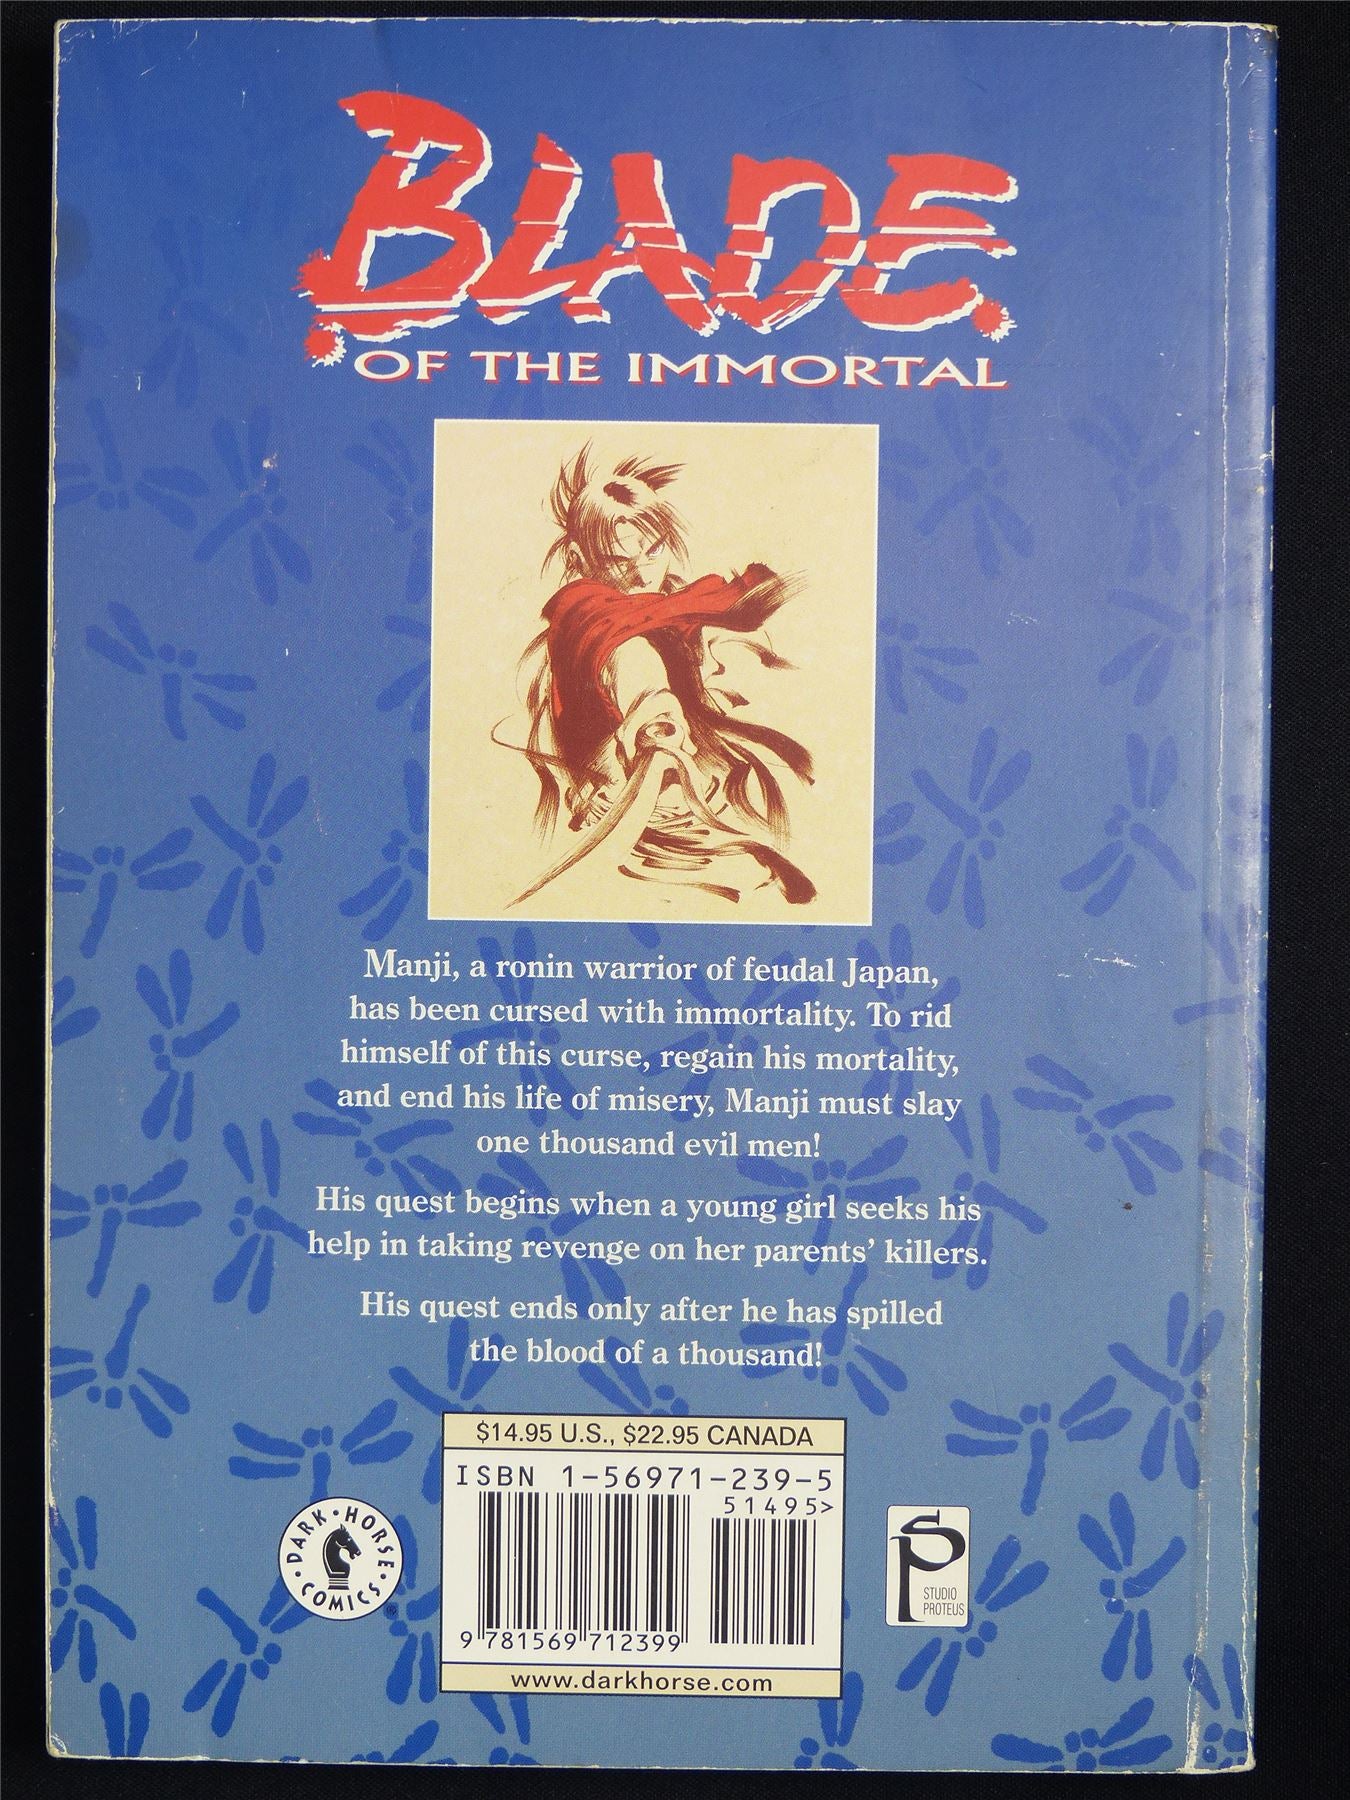 BLADE
OF THE IMMORTAL
Manji, a ronin warrior of feudal Japan,
has been cursed with immortality. To rid
himself of this curse, regain his mortality,
and end his life of misery, Manji must slay
one thousand evil men!
His quest begins when a young girl seeks his
help in taking revenge on her parents' killers.
His quest ends only after he has spilled
the blood of a thousand!
$14.95 U.S., $22.95 CANADA
ISBN 1-56971-239-5
51495>
9 781569 712399
www.darkhorse.com
DARK·HORSE·COMICS·®
SP
STUDIO
PROTEUS